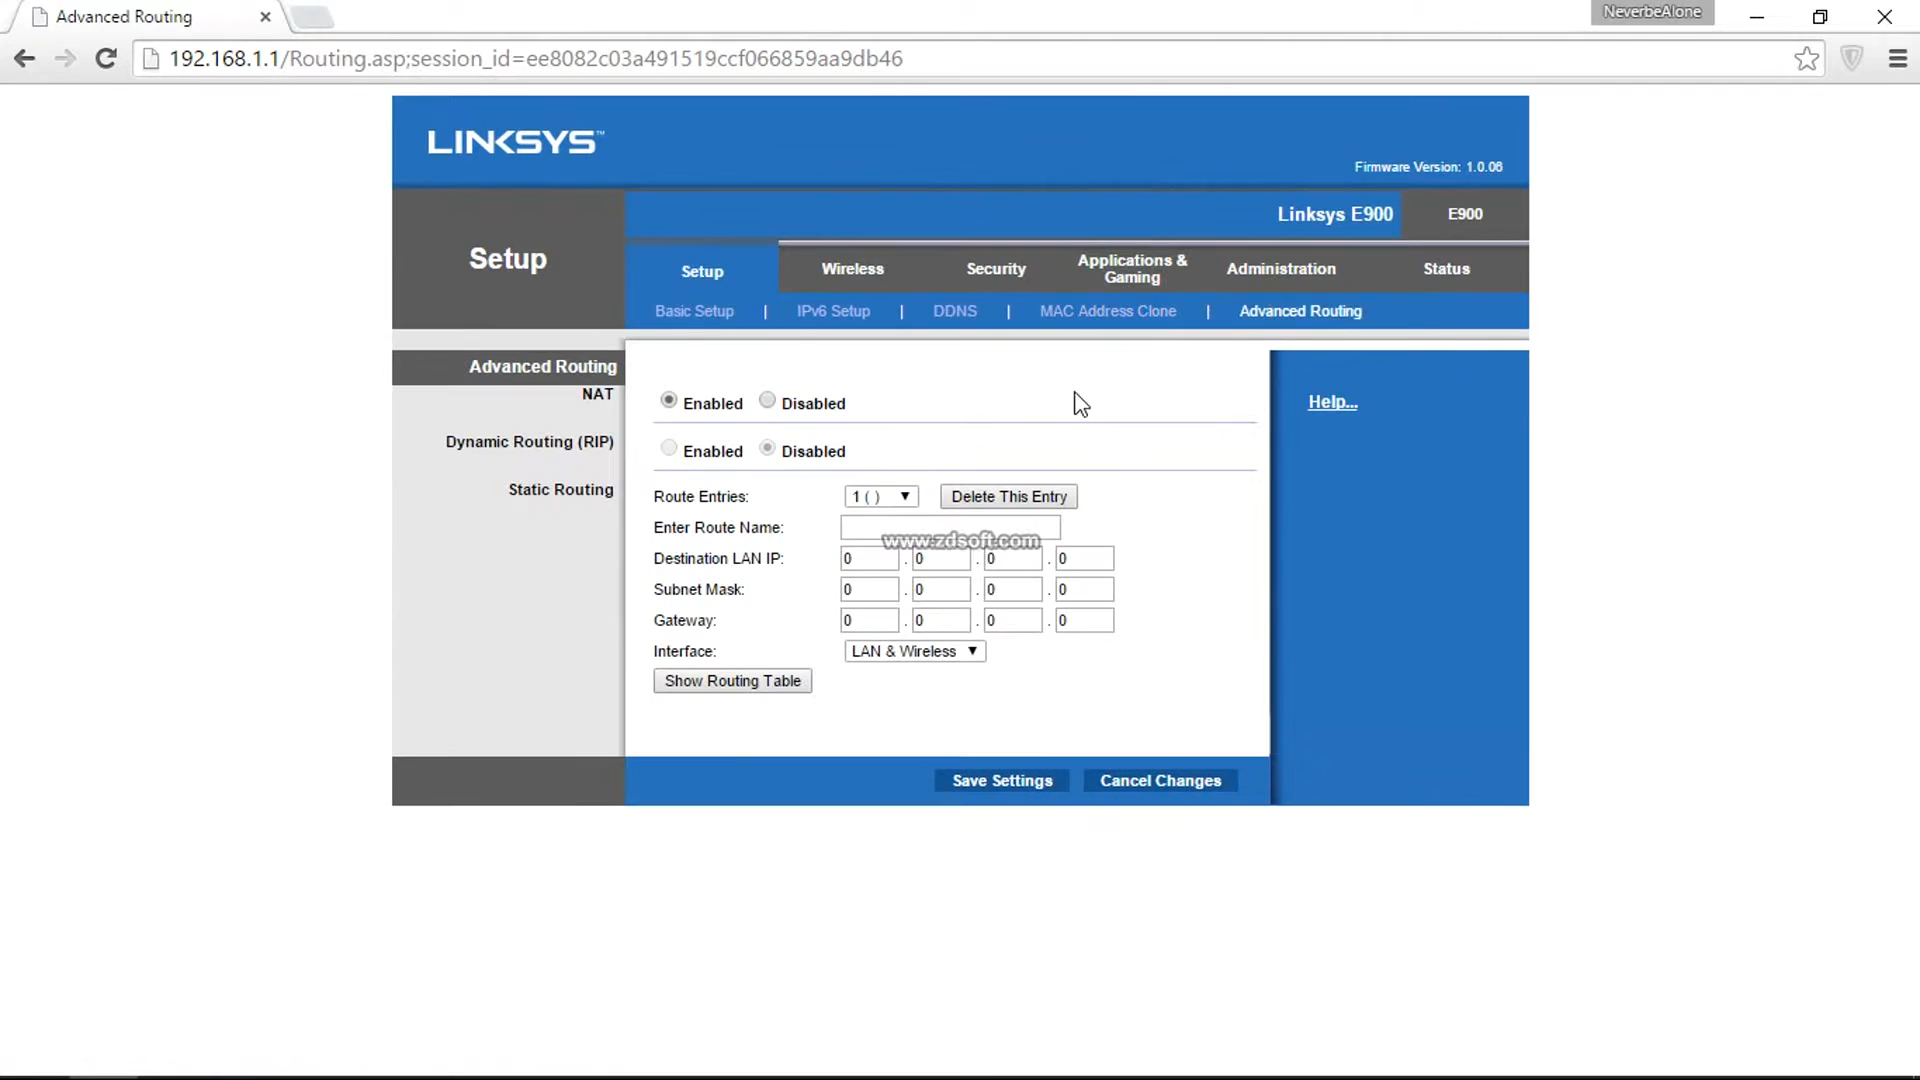 Advanced Routing
NeverbeAlone
192.168.1.1/Routing.asp;session_id=ee8082c03a491519ccf066859aa9db46
LINKSYS™
Firmware Version: 1.0.06
Linksys E900 E900
Setup
Setup Wireless Security Applications & Gaming Administration Status
Basic Setup | IPv6 Setup | DDNS | MAC Address Clone | Advanced Routing
Advanced Routing
NAT
Enabled Disabled
Help...
Dynamic Routing (RIP)
Enabled Disabled
Static Routing
Route Entries: 1 ( ) Delete This Entry
Enter Route Name:
www.zdsoft.com
Destination LAN IP: 0 . 0 . 0 . 0
Subnet Mask: 0 . 0 . 0 . 0
Gateway: 0 . 0 . 0 . 0
Interface: LAN & Wireless
Show Routing Table
Save Settings Cancel Changes